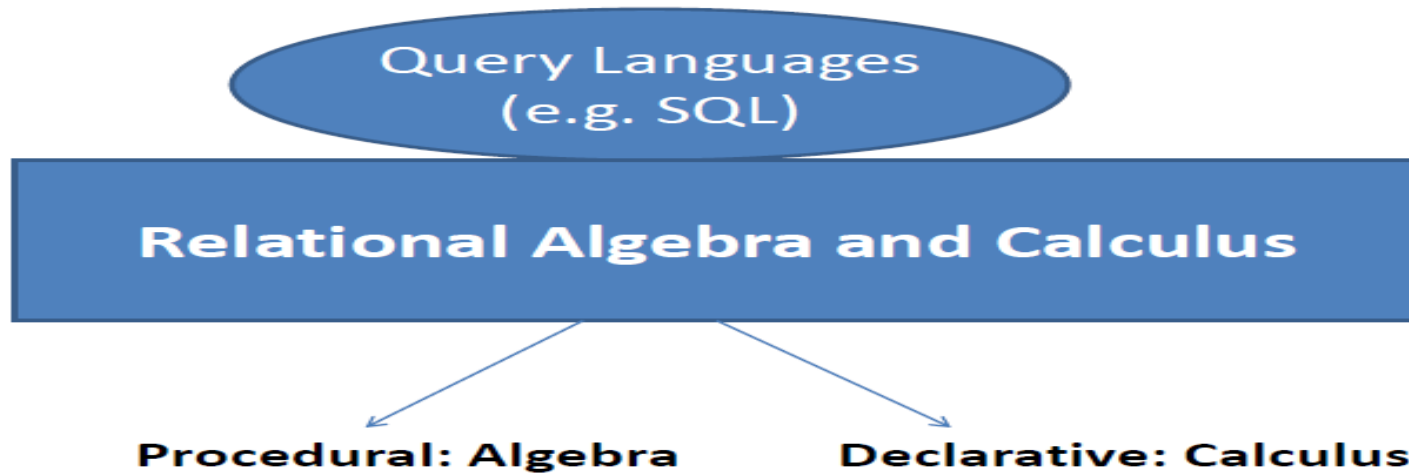 Query Languages
(e.g. SQL)
Relational Algebra and Calculus
Procedural: Algebra
Declarative: Calculus